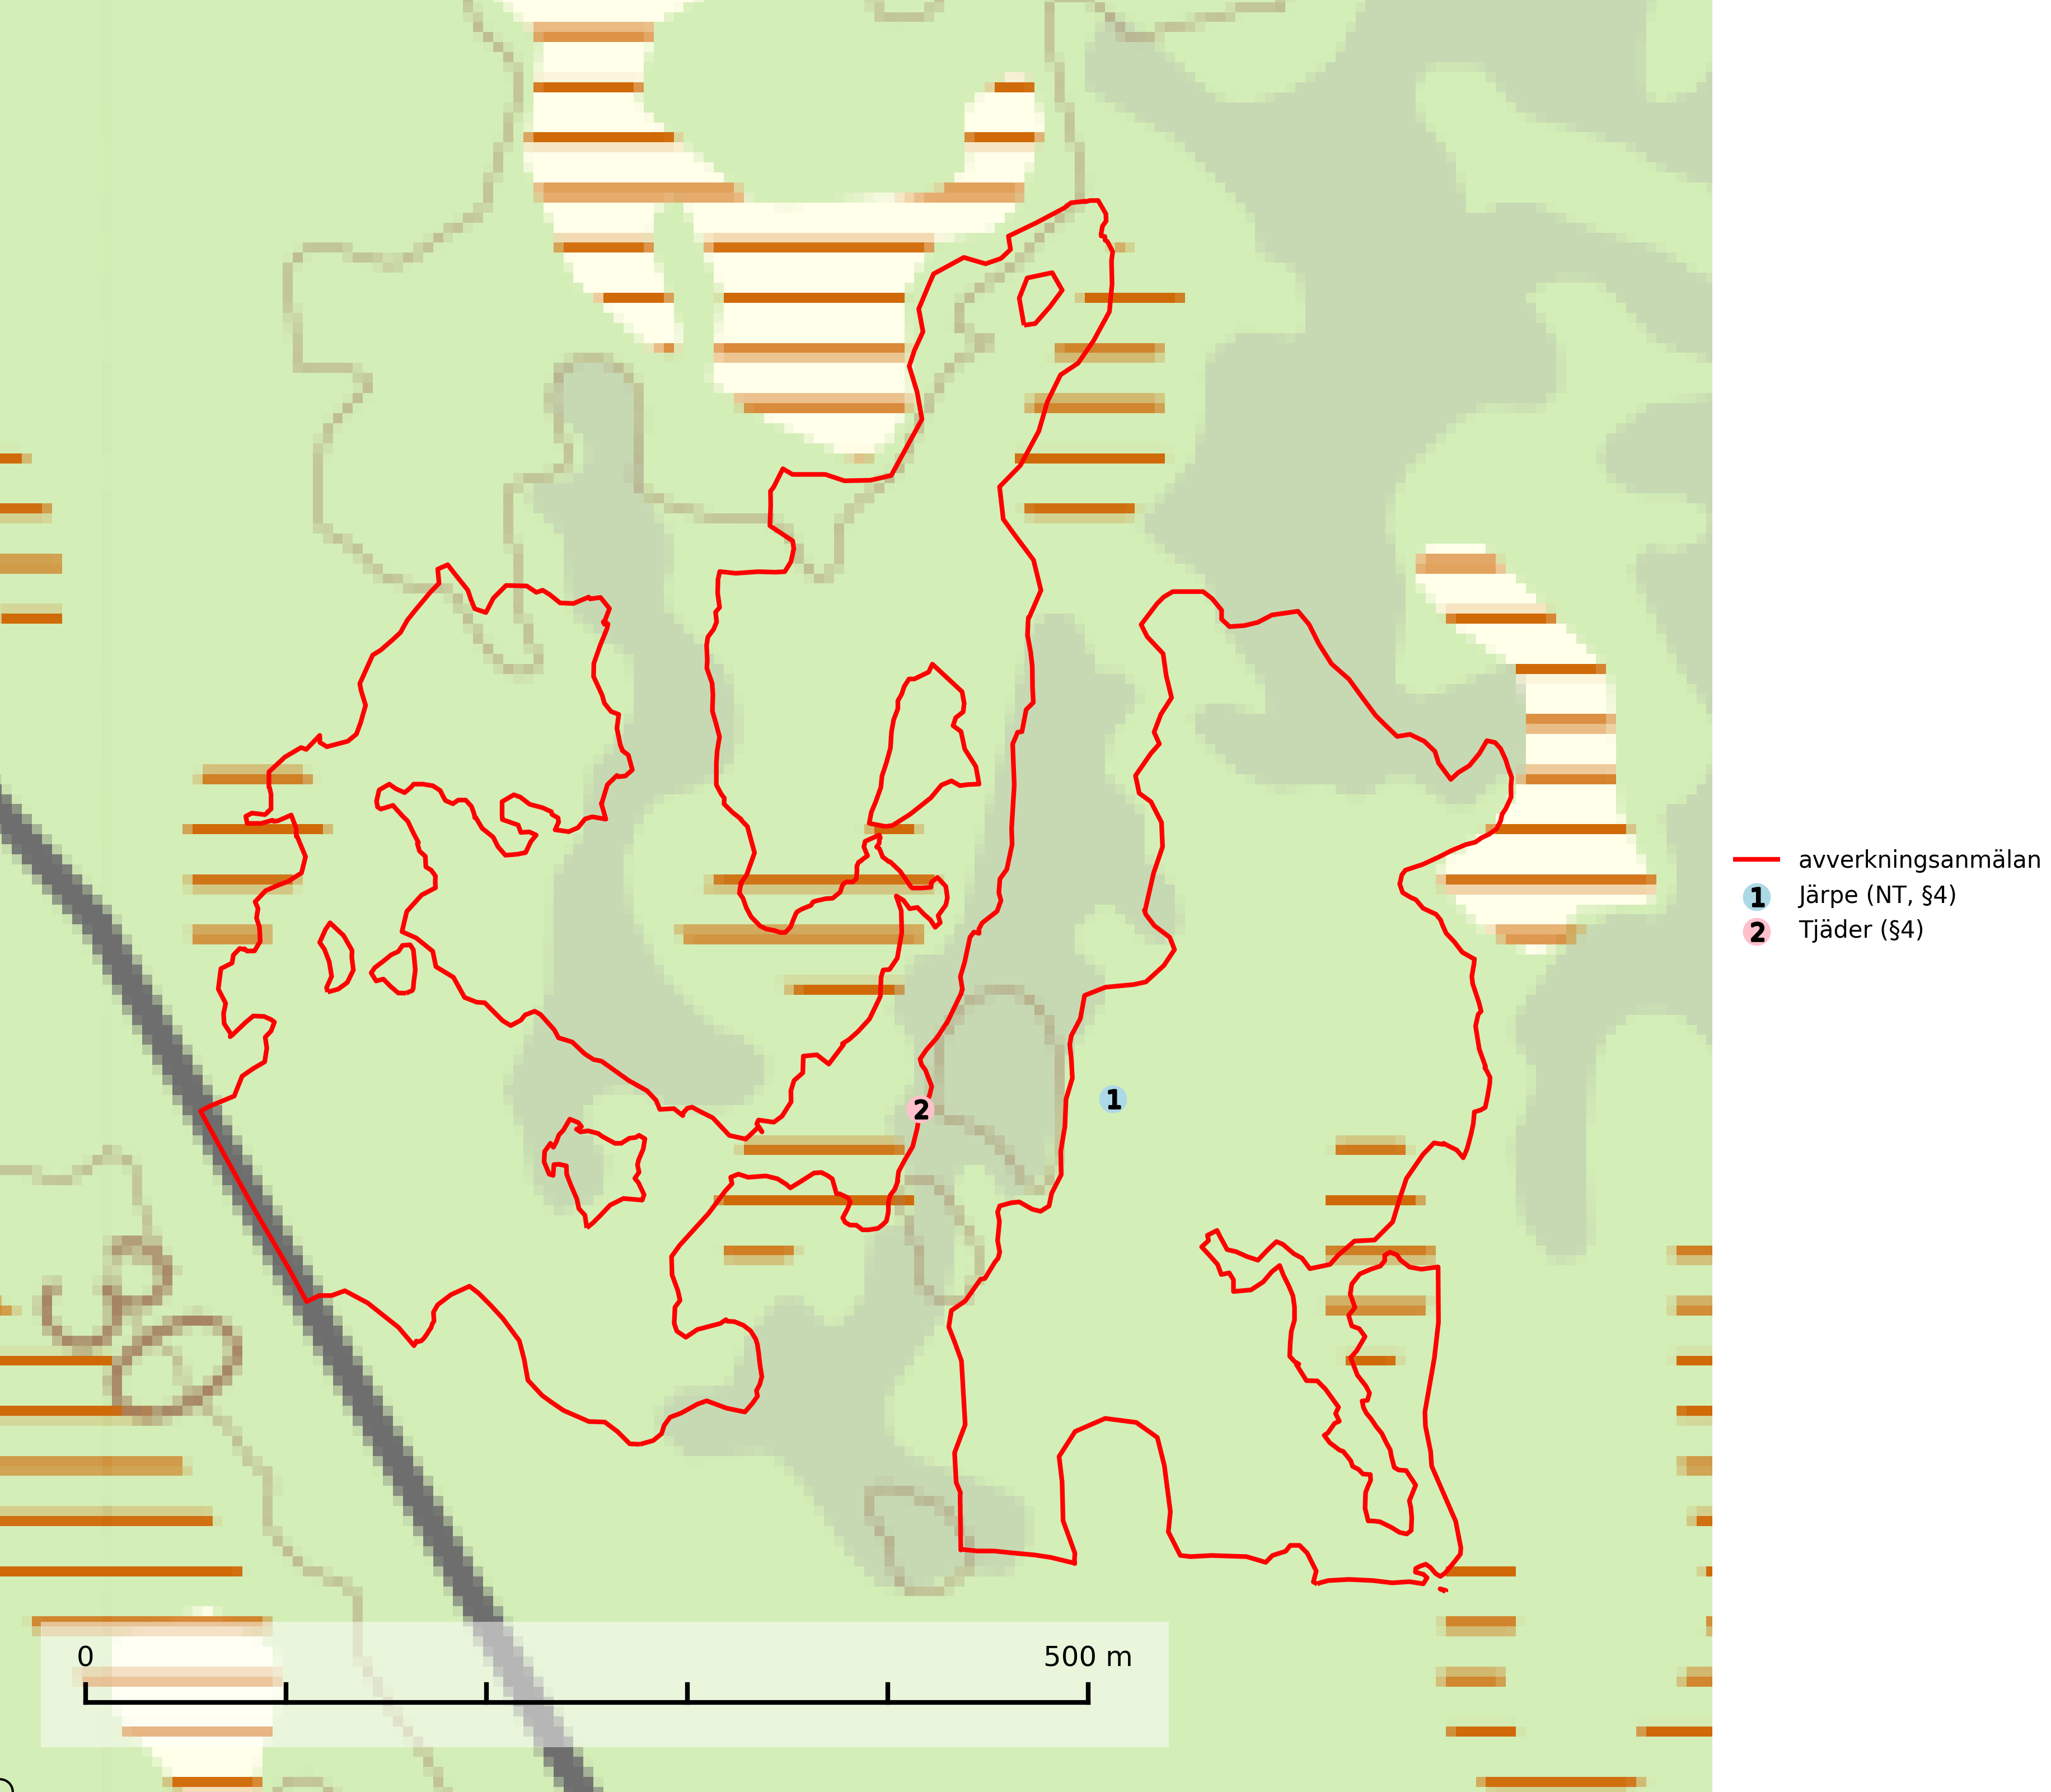 avverkningsanmälan
1 Järpe (NT, §4)
2 Tjäder (§4)
1
2
0 500 m